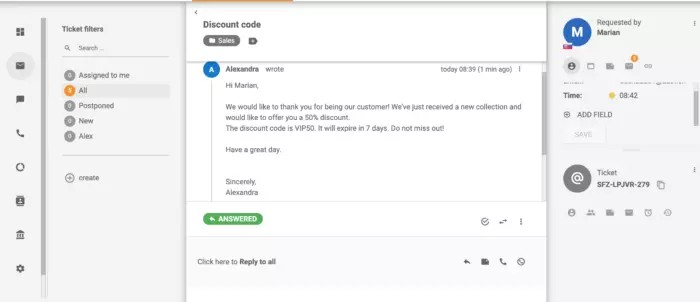 Ticket filters
Search ...
0 Assigned to me
8 All
0 Postponed
0 New
0 Alex
create
Discount code
Sales
A Alexandra wrote today 08:39 (1 min ago)
Hi Marian,
We would like to thank you for being our customer! We've just received a new collection and
would like to offer you a 50% discount.
The discount code is VIP50. It will expire in 7 days. Do not miss out!
Have a great day.
Sincerely,
Alexandra
ANSWERED
Click here to Reply to all
M Requested by
Marian
Time: 08:42
ADD FIELD
SAVE
Ticket
SFZ-LPJVR-279